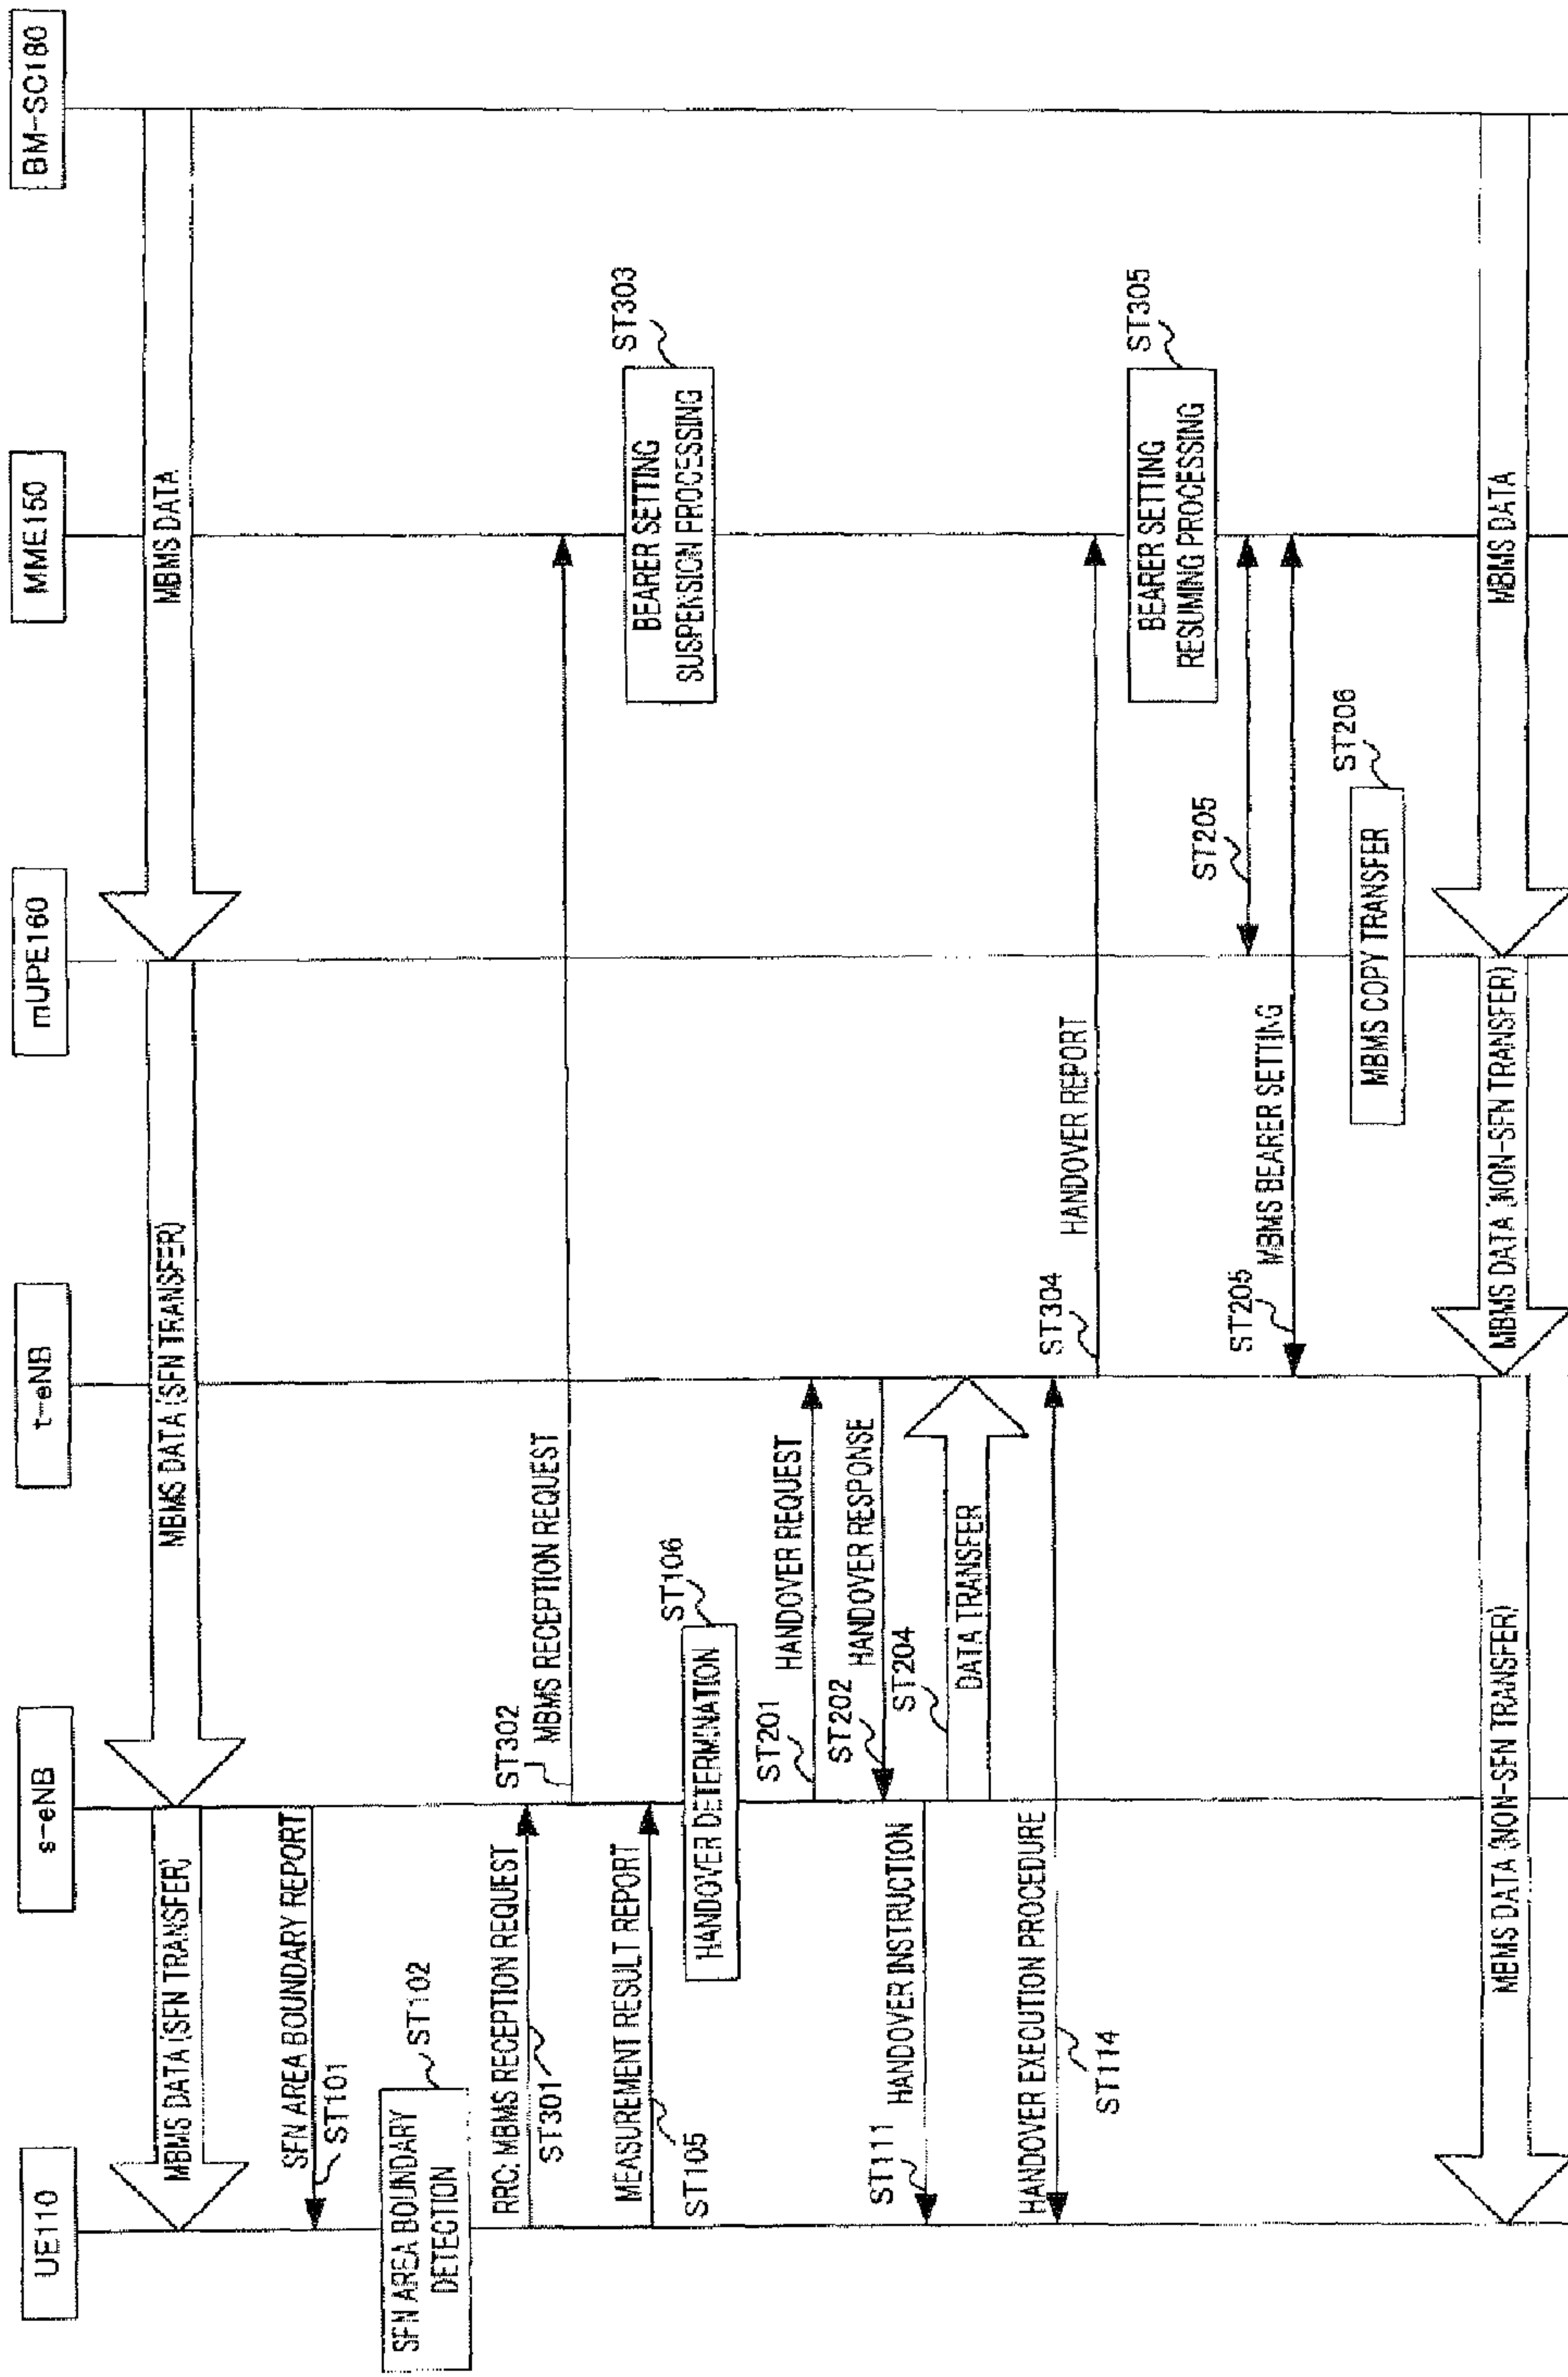 UE110
s-eNB
t-eNB
mUPE160
MME150
BM-SC180
MBMS DATA (SFN TRANSFER)
MBMS DATA (SFN TRANSFER)
MBMS DATA
SFN AREA BOUNDARY REPORT
ST101
SFN AREA BOUNDARY
DETECTION
ST102
RRC: MBMS RECEPTION REQUEST
ST301
ST302
MBMS RECEPTION REQUEST
BEARER SETTING
SUSPENSION PROCESSING
ST303
MEASUREMENT RESULT REPORT
ST105
HANDOVER DETERMINATION
ST106
ST201
HANDOVER REQUEST
ST202
HANDOVER RESPONSE
ST111
HANDOVER INSTRUCTION
ST204
DATA TRANSFER
HANDOVER EXECUTION PROCEDURE
ST114
ST304
HANDOVER REPORT
BEARER SETTING
RESUMING PROCESSING
ST305
ST205
ST205
MBMS BEARER SETTING
MBMS COPY TRANSFER
ST206
MBMS DATA (NON-SFN TRANSFER)
MBMS DATA (NON-SFN TRANSFER)
MBMS DATA